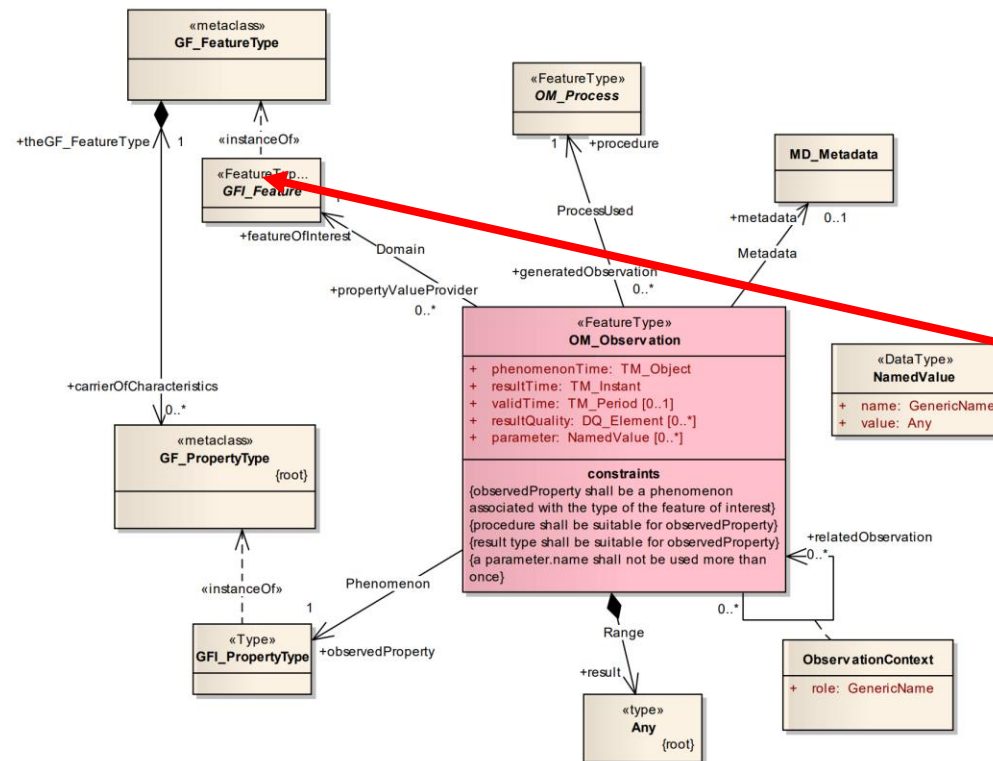 «metaclass»
GF_FeatureType
+theGF_FeatureType
1
«instanceOf»
«FeatureTyp...
GFI_Feature
+featureOfInterest
Domain
+propertyValueProvider
0..*
«FeatureType»
OM_Process
1
+procedure
ProcessUsed
+generatedObservation
0..*
MD_Metadata
+metadata
0..1
Metadata
«FeatureType»
OM_Observation
+ phenomenonTime: TM_Object
+ resultTime: TM_Instant
+ validTime: TM_Period [0..1]
+ resultQuality: DQ_Element [0..*]
+ parameter: NamedValue [0..*]
constraints
{observedProperty shall be a phenomenon
associated with the type of the feature of interest}
{procedure shall be suitable for observedProperty}
{result type shall be suitable for observedProperty}
{a parameter.name shall not be used more than
once}
«DataType»
NamedValue
+ name: GenericName
+ value: Any
+carrierOfCharacteristics
0..*
«metaclass»
GF_PropertyType
{root}
«instanceOf»
Phenomenon
1
+observedProperty
«Type»
GFI_PropertyType
Range
+result
«type»
Any
{root}
+relatedObservation
0..*
0..*
ObservationContext
+ role: GenericName